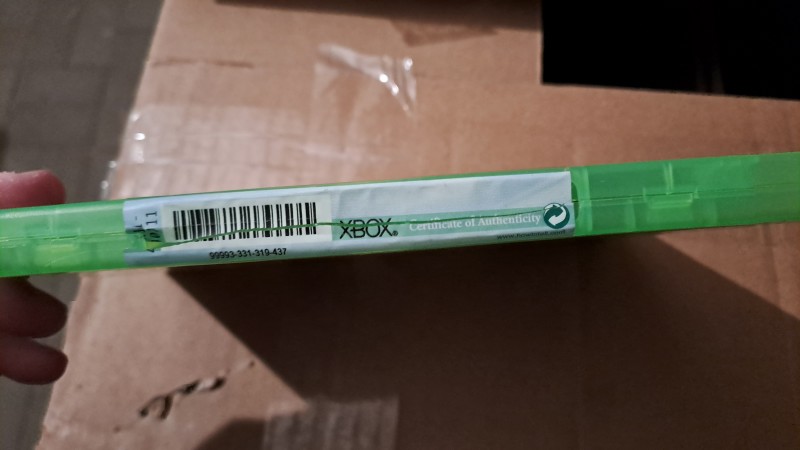 XBOX® Certificate of Authenticity
99993-331-319-437